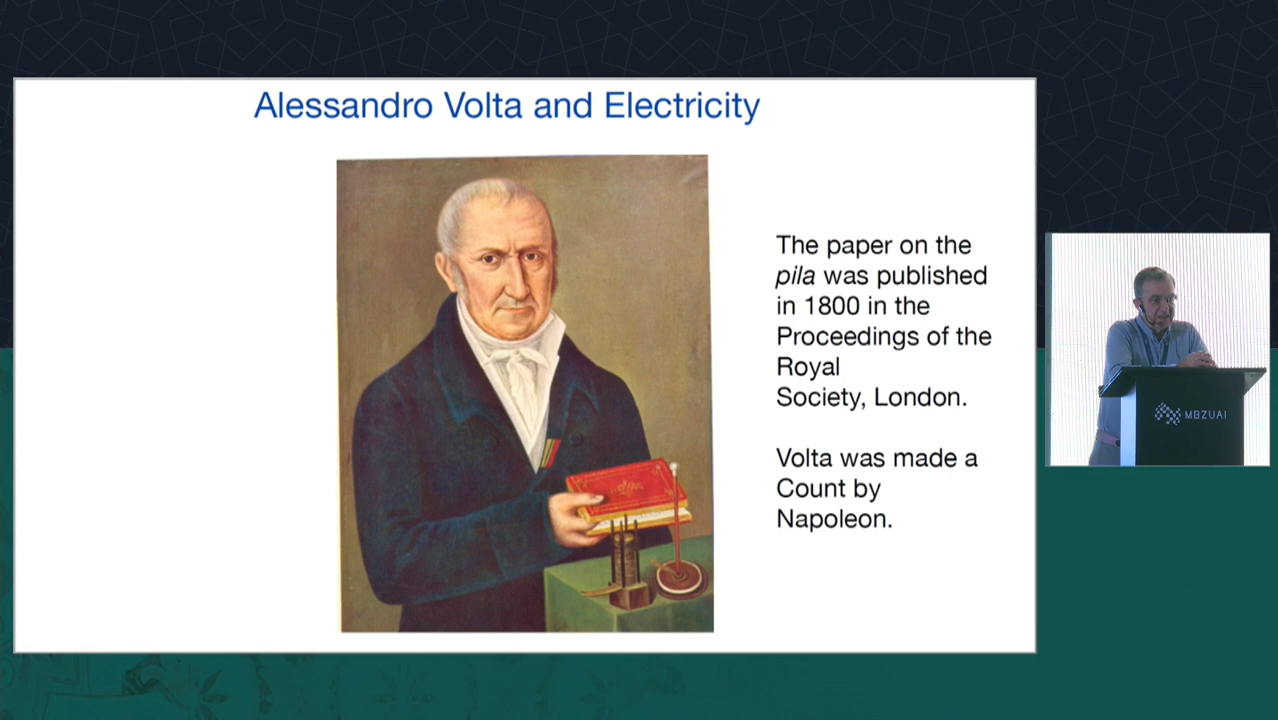 Alessandro Volta and Electricity
The paper on the
pila was published
in 1800 in the
Proceedings of the
Royal
Society, London.
Volta was made a
Count by
Napoleon.
MBZUAI